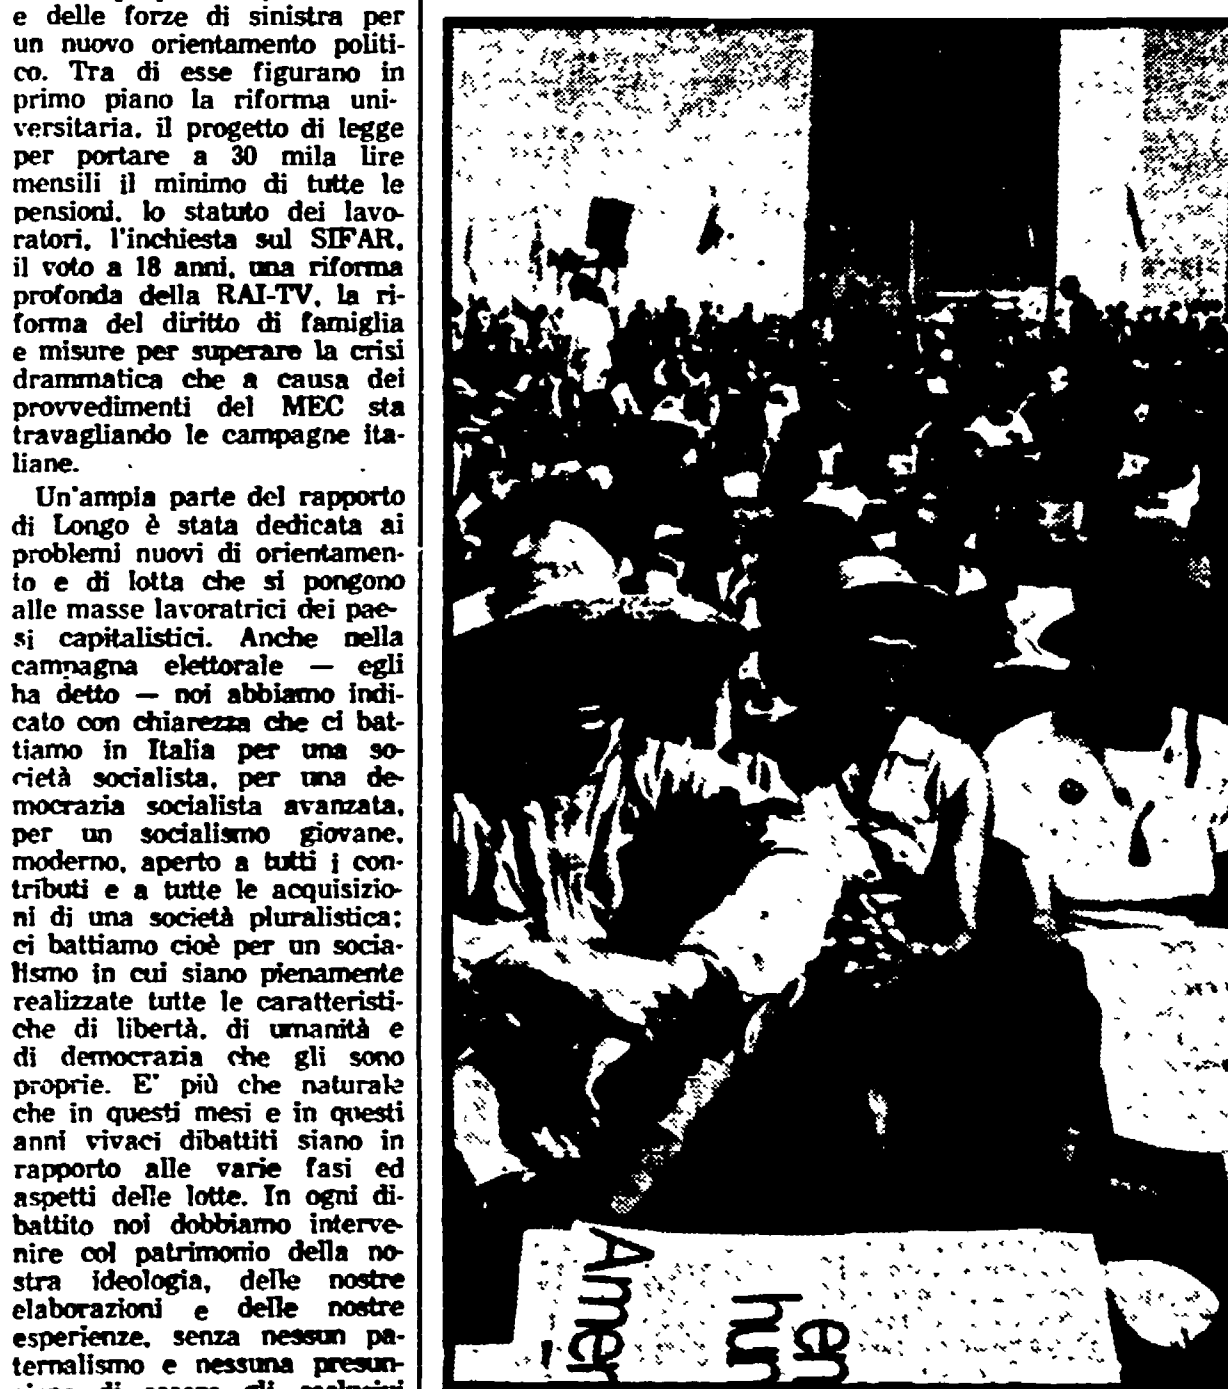 e delle forze di sinistra per
un nuovo orientamento politi-
co. Tra di esse figurano in
primo piano la riforma uni-
versitaria, il progetto di legge
per portare a 30 mila lire
mensili il minimo di tutte le
pensioni, lo statuto dei lavo-
ratori, l'inchiesta sul SIFAR,
il voto a 18 anni, una riforma
profonda della RAI-TV, la ri-
forma del diritto di famiglia
e misure per superare la crisi
drammatica che a causa dei
provvedimenti del MEC sta
travagliando le campagne ita-
liane.
Un'ampia parte del rapporto
di Longo è stata dedicata ai
problemi nuovi di orientamen-
to e di lotta che si pongono
alle masse lavoratrici dei pae-
si capitalistici. Anche nella
campagna elettorale — egli
ha detto — noi abbiamo indi-
cato con chiarezza che ci bat-
tiamo in Italia per una so-
cietà socialista, per una de-
mocrazia socialista avanzata,
per un socialismo giovane,
moderno, aperto a tutti i con-
tributi e a tutte le acquisizio-
ni di una società pluralistica;
ci battiamo cioè per un socia-
lismo in cui siano pienamente
realizzate tutte le caratteristi-
che di libertà, di umanità e
di democrazia che gli sono
proprie. E' più che naturale
che in questi mesi e in questi
anni vivaci dibattiti siano in
rapporto alle varie fasi ed
aspetti delle lotte. In ogni di-
battito noi dobbiamo interve-
nire col patrimonio della no-
stra ideologia, delle nostre
elaborazioni e delle nostre
esperienze, senza nessun pa-
ternalismo e nessuna presun-
en
hun
Amer